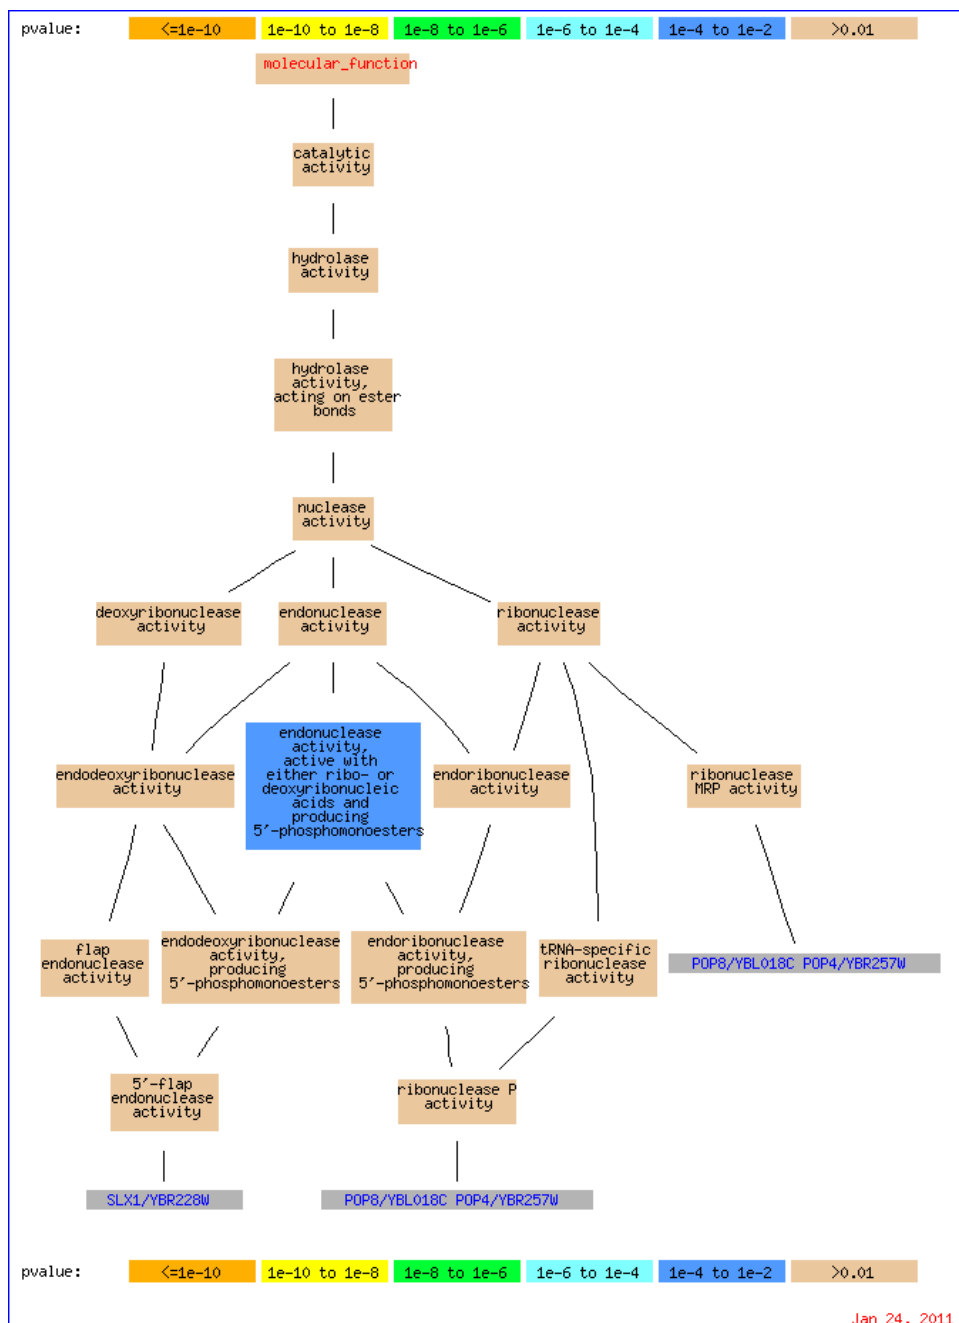 pvalue: <=1e-10 1e-10 to 1e-8 1e-8 to 1e-6 1e-6 to 1e-4 1e-4 to 1e-2 >0.01
molecular_function
catalytic
activity
hydrolase
activity
hydrolase
activity,
acting on ester
bonds
nuclease
activity
deoxyribonuclease
activity
endonuclease
activity
ribonuclease
activity
endodeoxyribonuclease
activity
endonuclease
activity,
active with
either ribo- or
deoxyribonucleic
acids and
producing
5′-phosphomonoesters
endoribonuclease
activity
ribonuclease
MRP activity
flap
endonuclease
activity
endodeoxyribonuclease
activity,
producing
5′-phosphomonoesters
endoribonuclease
activity,
producing
5′-phosphomonoesters
tRNA-specific
ribonuclease
activity
POP8/YBL018C POP4/YBR257W
5′-flap
endonuclease
activity
ribonuclease P
activity
SLX1/YBR228W
POP8/YBL018C POP4/YBR257W
pvalue: <=1e-10 1e-10 to 1e-8 1e-8 to 1e-6 1e-6 to 1e-4 1e-4 to 1e-2 >0.01
Jan 24, 2011